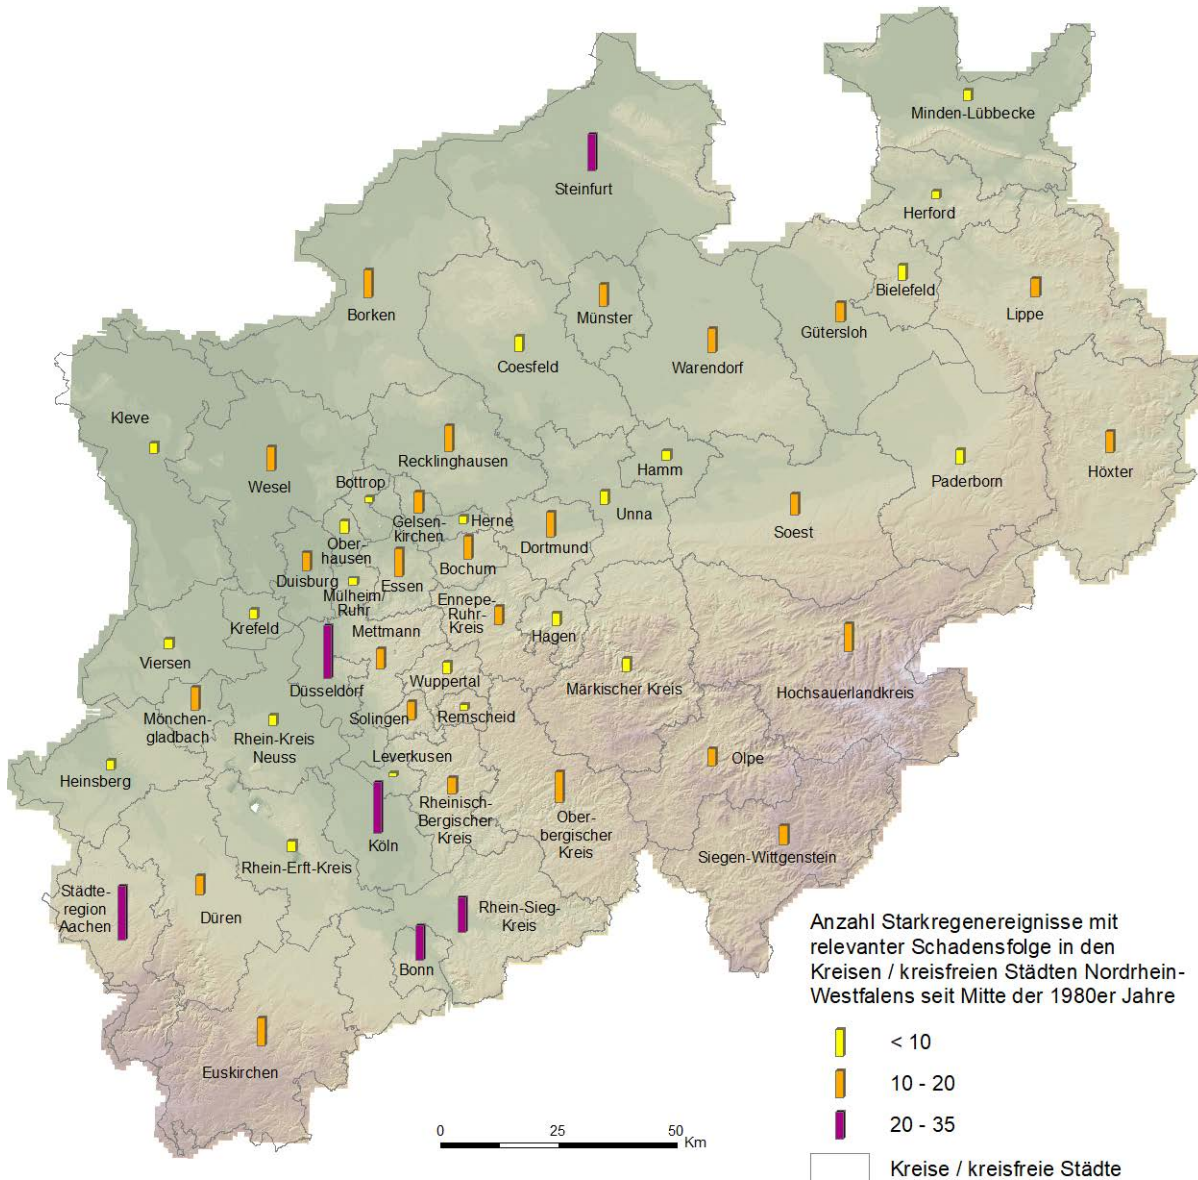 Minden-Lübbecke
Steinfurt
Herford
Bielefeld
Lippe
Borken
Münster
Gütersloh
Coesfeld
Warendorf
Kleve
Wesel
Recklinghausen
Hamm
Paderborn
Höxter
Bottrop
Gelsen-
kirchen
Herne
Unna
Soest
Ober-
hausen
Dortmund
Bochum
Duisburg
Essen
Mülheim/
Ruhr
Ennepe-
Ruhr-
Kreis
Hagen
Krefeld
Mettmann
Viersen
Düsseldorf
Wuppertal
Märkischer Kreis
Hochsauerlandkreis
Mönchen-
gladbach
Rhein-Kreis
Neuss
Solingen
Remscheid
Leverkusen
Olpe
Heinsberg
Rheinisch-
Bergischer
Kreis
Ober-
bergischer
Kreis
Köln
Siegen-Wittgenstein
Rhein-Erft-Kreis
Städte-
region
Aachen
Düren
Rhein-Sieg-
Kreis
Bonn
Euskirchen
Anzahl Starkregenereignisse mit
relevanter Schadensfolge in den
Kreisen / kreisfreien Städten Nordrhein-
Westfalens seit Mitte der 1980er Jahre
< 10
10 - 20
20 - 35
Kreise / kreisfreie Städte
0 25 50
Km